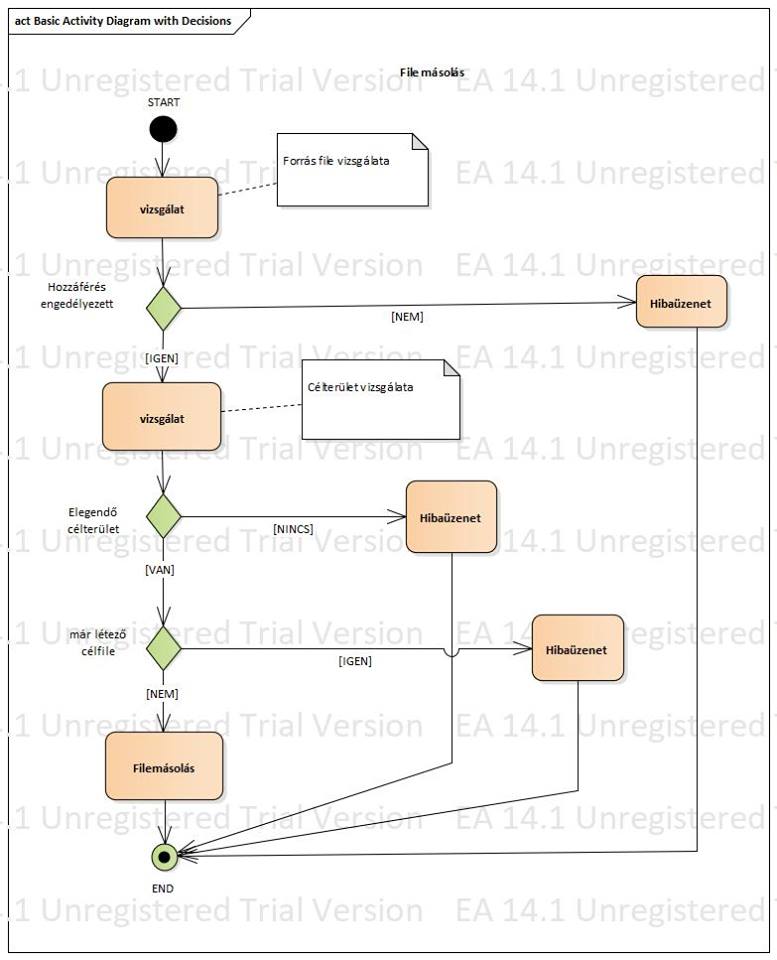 act Basic Activity Diagram with Decisions
File másolás
.1 Unregistered Trial Version EA 14.1 Unregistered T
START
Forrás file vizsgálata
.1 Unregistered Trial Version EA 14.1 Unregistered T
vizsgálat
.1 Unregistered Trial Version EA 14.1 Unregistered T
Hozzáférés
engedélyezett
Hibaüzenet
[NEM]
[IGEN]
.1 Unregistered Trial Version EA 14.1 Unregistered T
Célterület vizsgálata
vizsgálat
.1 Unregistered Trial Version EA 14.1 Unregistered T
Elegendő
célterület
Hibaüzenet
[NINCS]
.1 Unregistered Trial Version EA 14.1 Unregistered T
[VAN]
már létező
célfile
.1 Unregistered Trial Version EA 14.1 Unregistered T
Hibaüzenet
[IGEN]
[NEM]
.1 Unregistered Trial Version EA 14.1 Unregistered T
Filemásolás
.1 Unregistered Trial Version EA 14.1 Unregistered T
END
.1 Unregistered Trial Version EA 14.1 Unregistered T